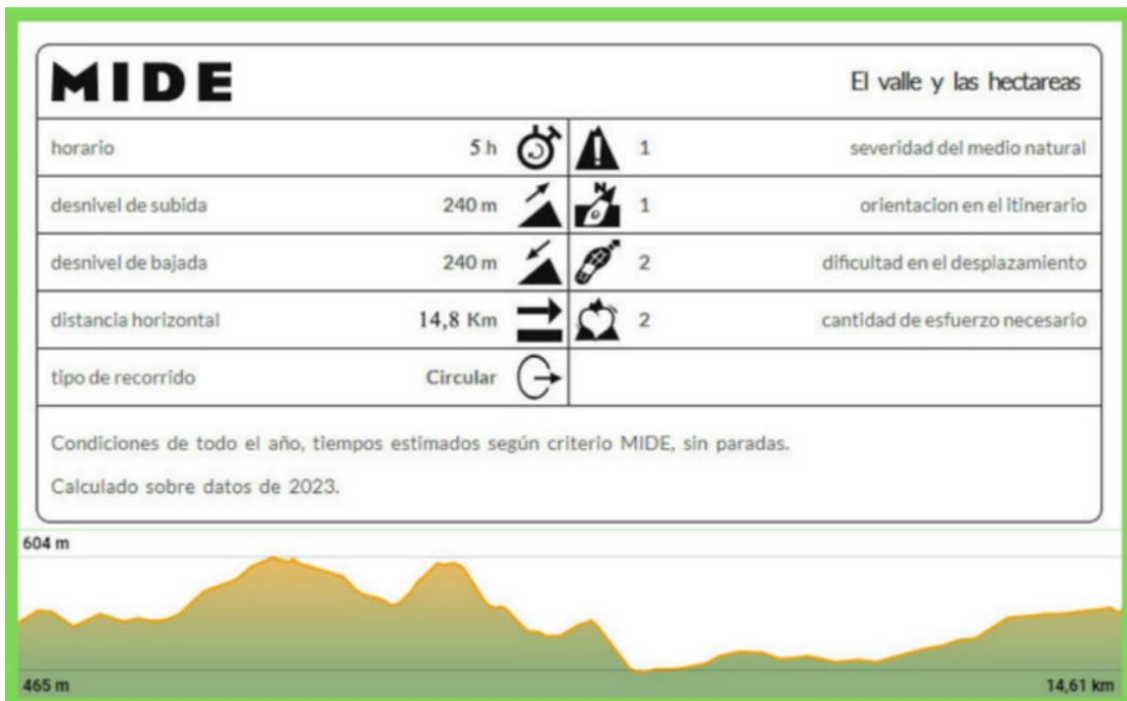 MIDE
El valle y las hectareas
horario 5 h
1 severidad del medio natural
desnivel de subida 240 m
N
1 orientacion en el itinerario
desnivel de bajada 240 m
2 dificultad en el desplazamiento
distancia horizontal 14,8 Km
2 cantidad de esfuerzo necesario
tipo de recorrido Circular
Condiciones de todo el año, tiempos estimados según criterio MIDE, sin paradas.
Calculado sobre datos de 2023.
604 m
465 m
14,61 km